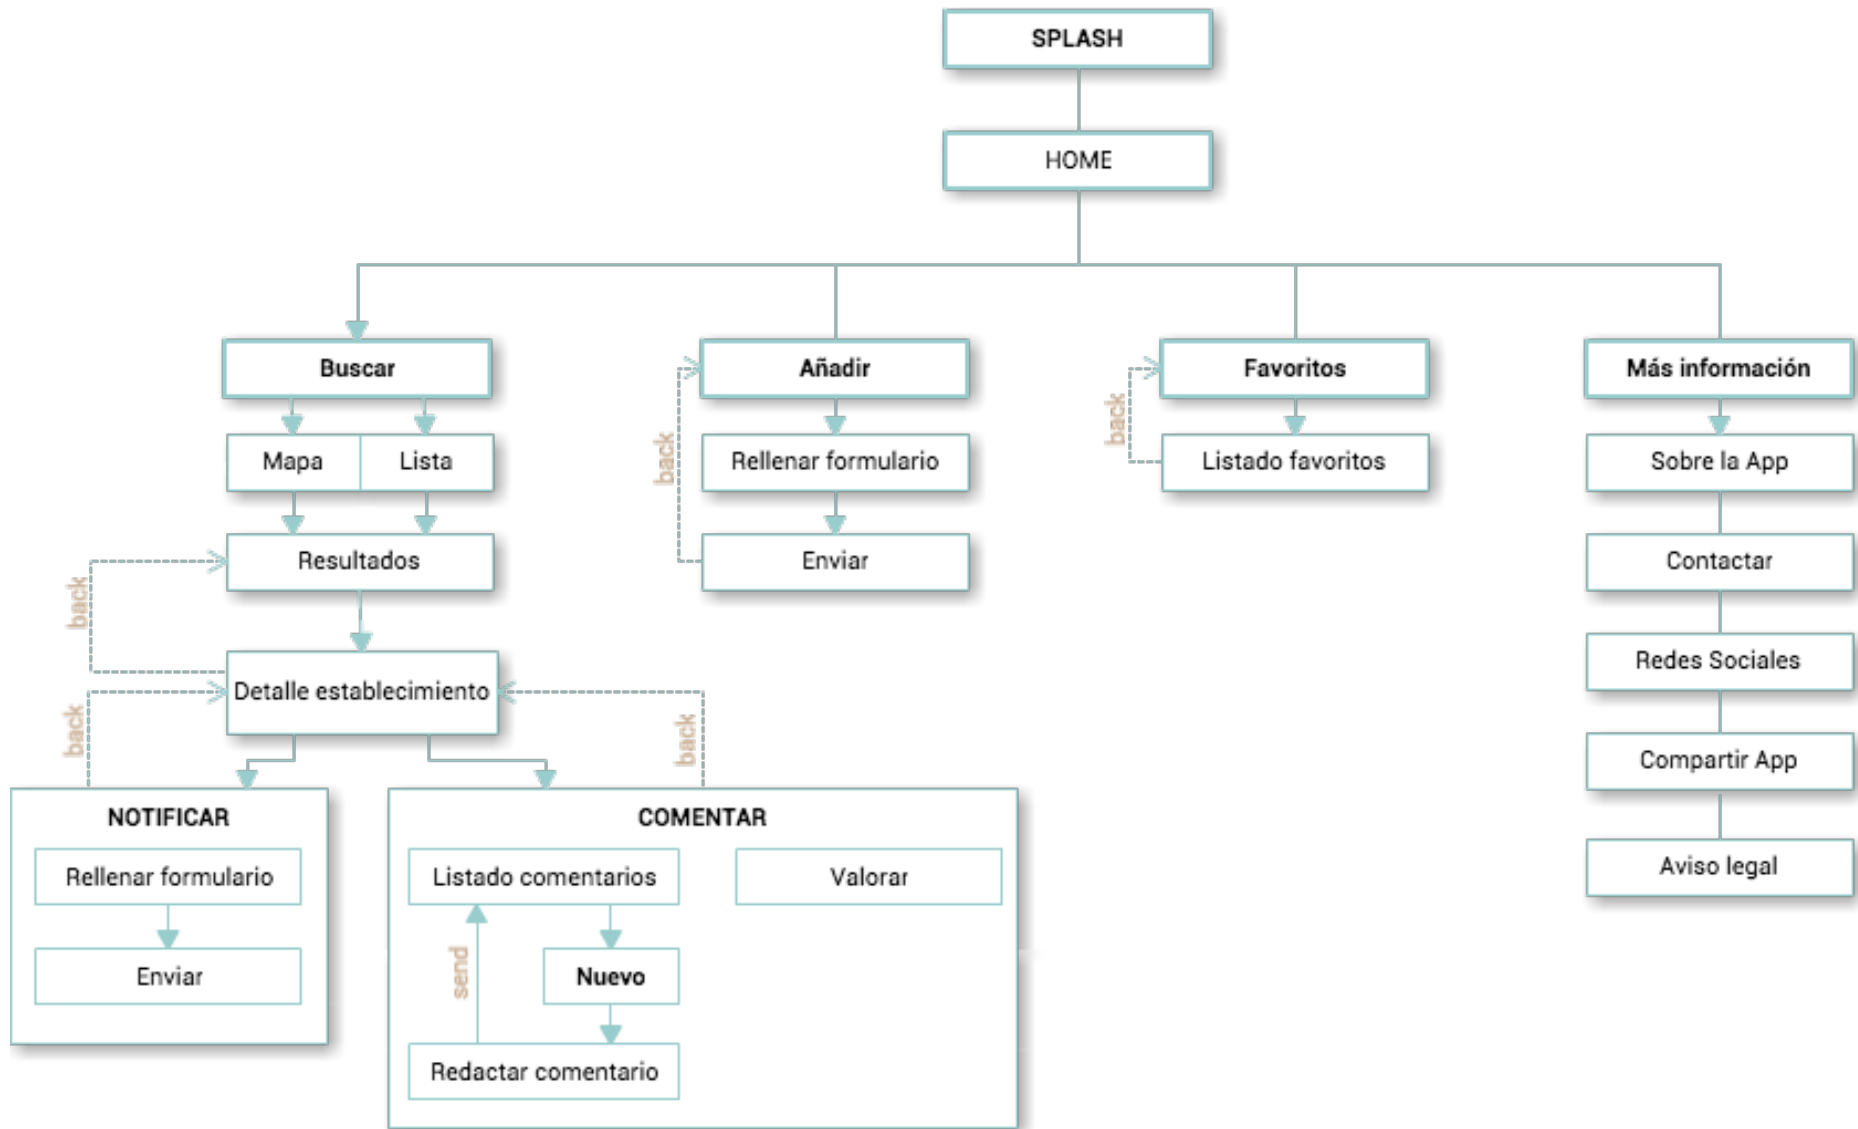 SPLASH
HOME
Buscar
Añadir
Favoritos
Más información
back
back
Mapa
Lista
Rellenar formulario
Listado favoritos
Sobre la App
Resultados
Enviar
Contactar
back
Detalle establecimiento
Redes Sociales
back
back
Compartir App
NOTIFICAR
COMENTAR
Rellenar formulario
Listado comentarios
Valorar
Aviso legal
Enviar
send
Nuevo
Redactar comentario